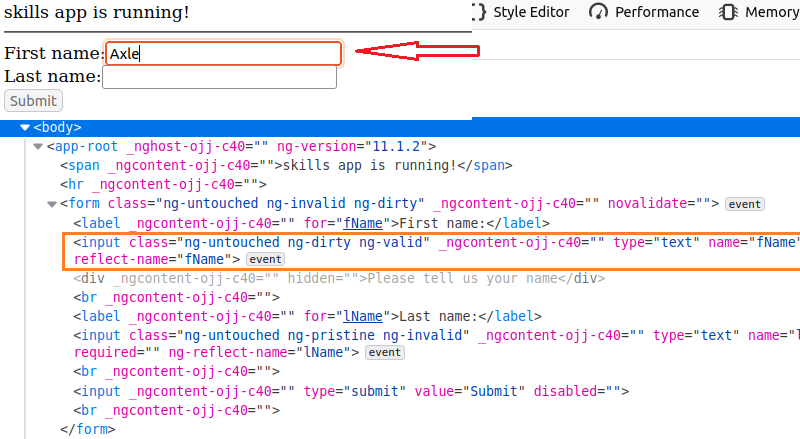 skills app is running!
Style Editor Performance Memory
First name: Axle
Last name:
Submit
<body>
<app-root _nghost-ojj-c40="" ng-version="11.1.2">
<span _ngcontent-ojj-c40="">skills app is running!</span>
<hr _ngcontent-ojj-c40="">
<form class="ng-untouched ng-invalid ng-dirty" _ngcontent-ojj-c40="" novalidate=""> event
<label _ngcontent-ojj-c40="" for="fName">First name:</label>
<input class="ng-untouched ng-dirty ng-valid" _ngcontent-ojj-c40="" type="text" name="fName"
reflect-name="fName"> event
<div _ngcontent-ojj-c40="" hidden="">Please tell us your name</div>
<br _ngcontent-ojj-c40="">
<label _ngcontent-ojj-c40="" for="lName">Last name:</label>
<input class="ng-untouched ng-pristine ng-invalid" _ngcontent-ojj-c40="" type="text" name="l
required="" ng-reflect-name="lName"> event
<br _ngcontent-ojj-c40="">
<input _ngcontent-ojj-c40="" type="submit" value="Submit" disabled="">
<br _ngcontent-ojj-c40="">
</form>